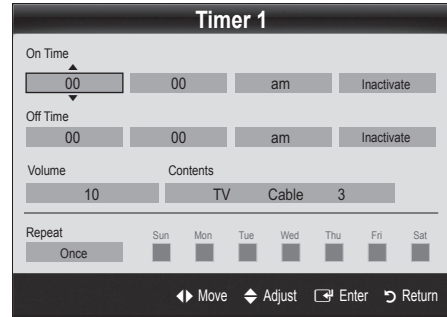 Timer 1
On Time
00 00 am Inactivate
Off Time
00 00 am Inactivate
Volume Contents
10 TV Cable 3
Repeat Sun Mon Tue Wed Thu Fri Sat
Once
Move Adjust Enter Return